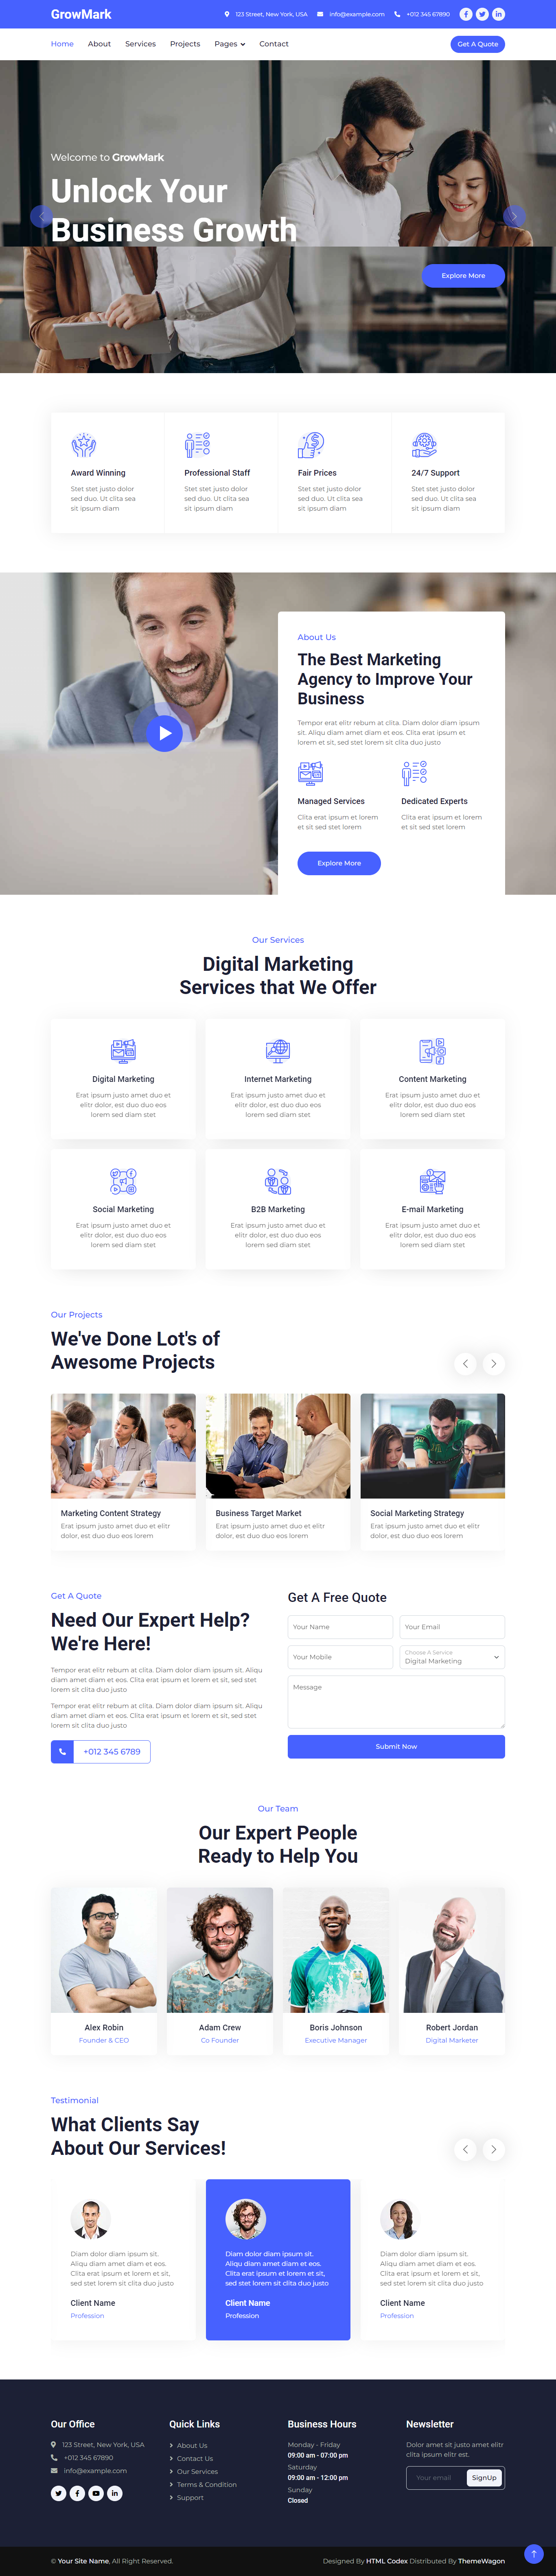 GrowMark
123 Street, New York, USA
info@example.com
+012 345 67890
Home
About
Services
Projects
Pages
Contact
Get A Quote
Welcome to GrowMark
Unlock Your
Business Growth
Explore More
Award Winning
Stet stet justo dolor
sed duo. Ut clita sea
sit ipsum diam
Professional Staff
Stet stet justo dolor
sed duo. Ut clita sea
sit ipsum diam
Fair Prices
Stet stet justo dolor
sed duo. Ut clita sea
sit ipsum diam
24/7 Support
Stet stet justo dolor
sed duo. Ut clita sea
sit ipsum diam
About Us
The Best Marketing
Agency to Improve Your
Business
Tempor erat elitr rebum at clita. Diam dolor diam ipsum
sit. Aliqu diam amet diam et eos. Clita erat ipsum et
lorem et sit, sed stet lorem sit clita duo justo
Managed Services
Clita erat ipsum et lorem
et sit sed stet lorem
Dedicated Experts
Clita erat ipsum et lorem
et sit sed stet lorem
Explore More
Our Services
Digital Marketing
Services that We Offer
Digital Marketing
Erat ipsum justo amet duo et
elitr dolor, est duo duo eos
lorem sed diam stet
Internet Marketing
Erat ipsum justo amet duo et
elitr dolor, est duo duo eos
lorem sed diam stet
Content Marketing
Erat ipsum justo amet duo et
elitr dolor, est duo duo eos
lorem sed diam stet
Social Marketing
Erat ipsum justo amet duo et
elitr dolor, est duo duo eos
lorem sed diam stet
B2B Marketing
Erat ipsum justo amet duo et
elitr dolor, est duo duo eos
lorem sed diam stet
E-mail Marketing
Erat ipsum justo amet duo et
elitr dolor, est duo duo eos
lorem sed diam stet
Our Projects
We've Done Lot's of
Awesome Projects
Marketing Content Strategy
Erat ipsum justo amet duo et elitr
dolor, est duo duo eos lorem
Business Target Market
Erat ipsum justo amet duo et elitr
dolor, est duo duo eos lorem
Social Marketing Strategy
Erat ipsum justo amet duo et elitr
dolor, est duo duo eos lorem
Get A Quote
Need Our Expert Help?
We're Here!
Tempor erat elitr rebum at clita. Diam dolor diam ipsum sit. Aliqu
diam amet diam et eos. Clita erat ipsum et lorem et sit, sed stet
lorem sit clita duo justo
Tempor erat elitr rebum at clita. Diam dolor diam ipsum sit. Aliqu
diam amet diam et eos. Clita erat ipsum et lorem et sit, sed stet
lorem sit clita duo justo
+012 345 6789
Get A Free Quote
Your Name
Your Email
Your Mobile
Choose A Service
Digital Marketing
Message
Submit Now
Our Team
Our Expert People
Ready to Help You
Alex Robin
Founder & CEO
Adam Crew
Co Founder
Boris Johnson
Executive Manager
Robert Jordan
Digital Marketer
Testimonial
What Clients Say
About Our Services!
Diam dolor diam ipsum sit.
Aliqu diam amet diam et eos.
Clita erat ipsum et lorem et sit,
sed stet lorem sit clita duo justo
Client Name
Profession
Diam dolor diam ipsum sit.
Aliqu diam amet diam et eos.
Clita erat ipsum et lorem et sit,
sed stet lorem sit clita duo justo
Client Name
Profession
Diam dolor diam ipsum sit.
Aliqu diam amet diam et eos.
Clita erat ipsum et lorem et sit,
sed stet lorem sit clita duo justo
Client Name
Profession
Our Office
123 Street, New York, USA
+012 345 67890
info@example.com
Quick Links
About Us
Contact Us
Our Services
Terms & Condition
Support
Business Hours
Monday - Friday
09:00 am - 07:00 pm
Saturday
09:00 am - 12:00 pm
Sunday
Closed
Newsletter
Dolor amet sit justo amet elitr
clita ipsum elitr est.
Your email
SignUp
© Your Site Name, All Right Reserved.
Designed By HTML Codex Distributed By ThemeWagon